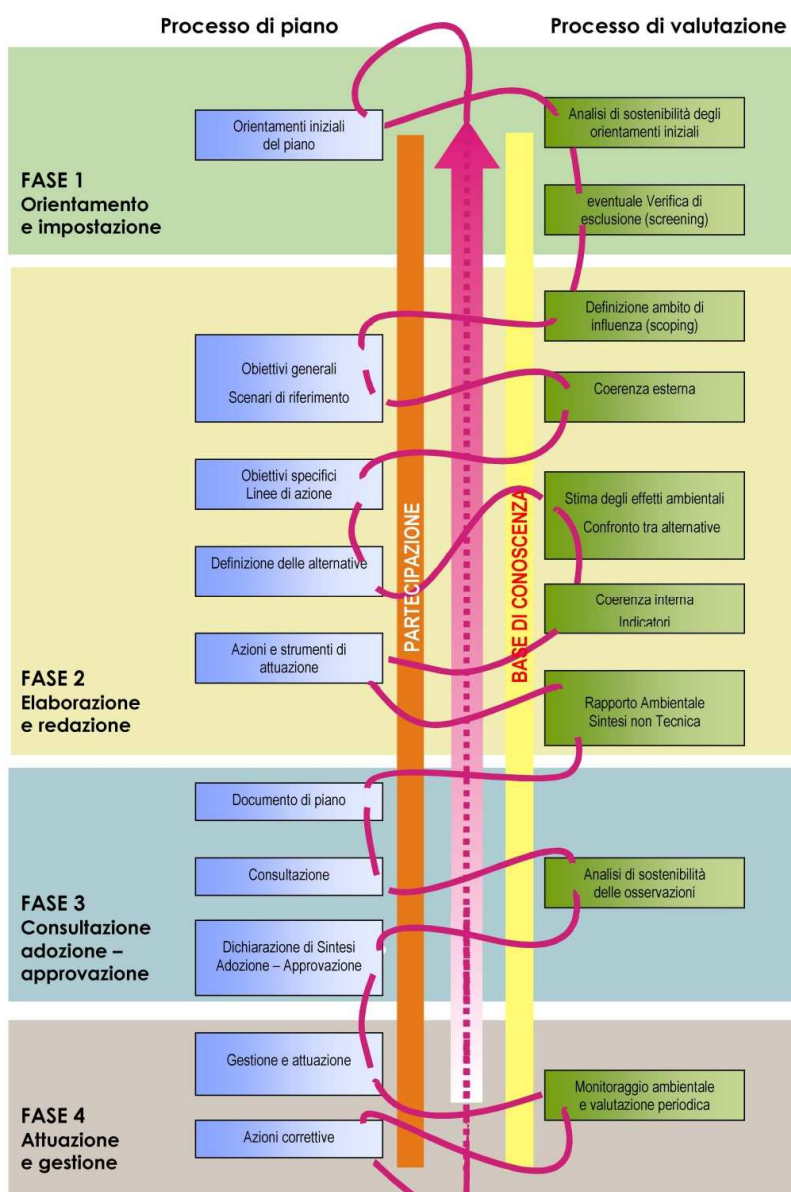 Processo di piano
Processo di valutazione
Orientamenti iniziali
del piano
Analisi di sostenibilità degli
orientamenti iniziali
FASE 1
Orientamento
e impostazione
eventuale Verifica di
esclusione (screening)
Definizione ambito di
influenza (scoping)
Obiettivi generali
Scenari di riferimento
Coerenza esterna
Obiettivi specifici
Linee di azione
Stima degli effetti ambientali
Confronto tra alternative
Definizione delle alternative
PARTECIPAZIONE
BASE DI CONOSCENZA
Coerenza interna
Indicatori
Azioni e strumenti di
attuazione
FASE 2
Elaborazione
e redazione
Rapporto Ambientale
Sintesi non Tecnica
Documento di piano
Consultazione
Analisi di sostenibilità
delle osservazioni
FASE 3
Consultazione
adozione –
approvazione
Dichiarazione di Sintesi
Adozione – Approvazione
Gestione e attuazione
Monitoraggio ambientale
e valutazione periodica
FASE 4
Attuazione
e gestione
Azioni correttive